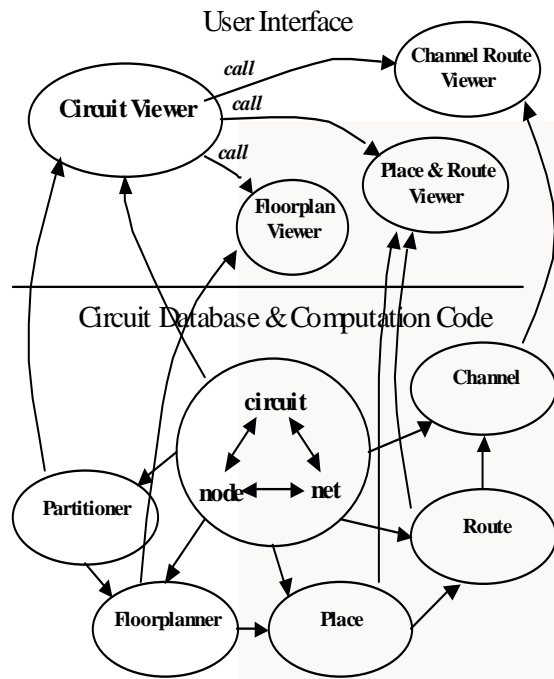 User Interface
call
Channel Route
Viewer
Circuit Viewer
call
call
Place & Route
Viewer
Floorplan
Viewer
Circuit Database & Computation Code
Channel
circuit
node
net
Partitioner
Route
Floorplanner
Place